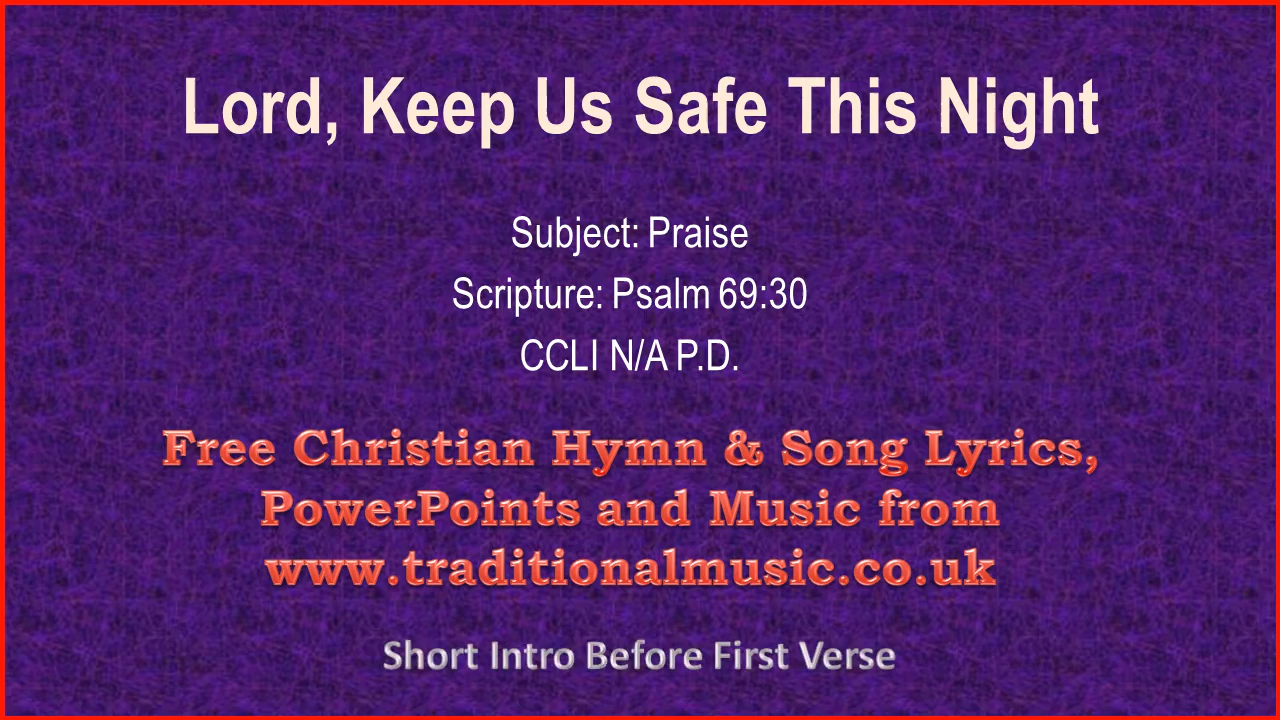 Lord, Keep Us Safe This Night
Subject: Praise
Scripture: Psalm 69:30
CCLI N/A P.D.
Free Christian Hymn & Song Lyrics,
PowerPoints and Music from
www.traditionalmusic.co.uk
Short Intro Before First Verse